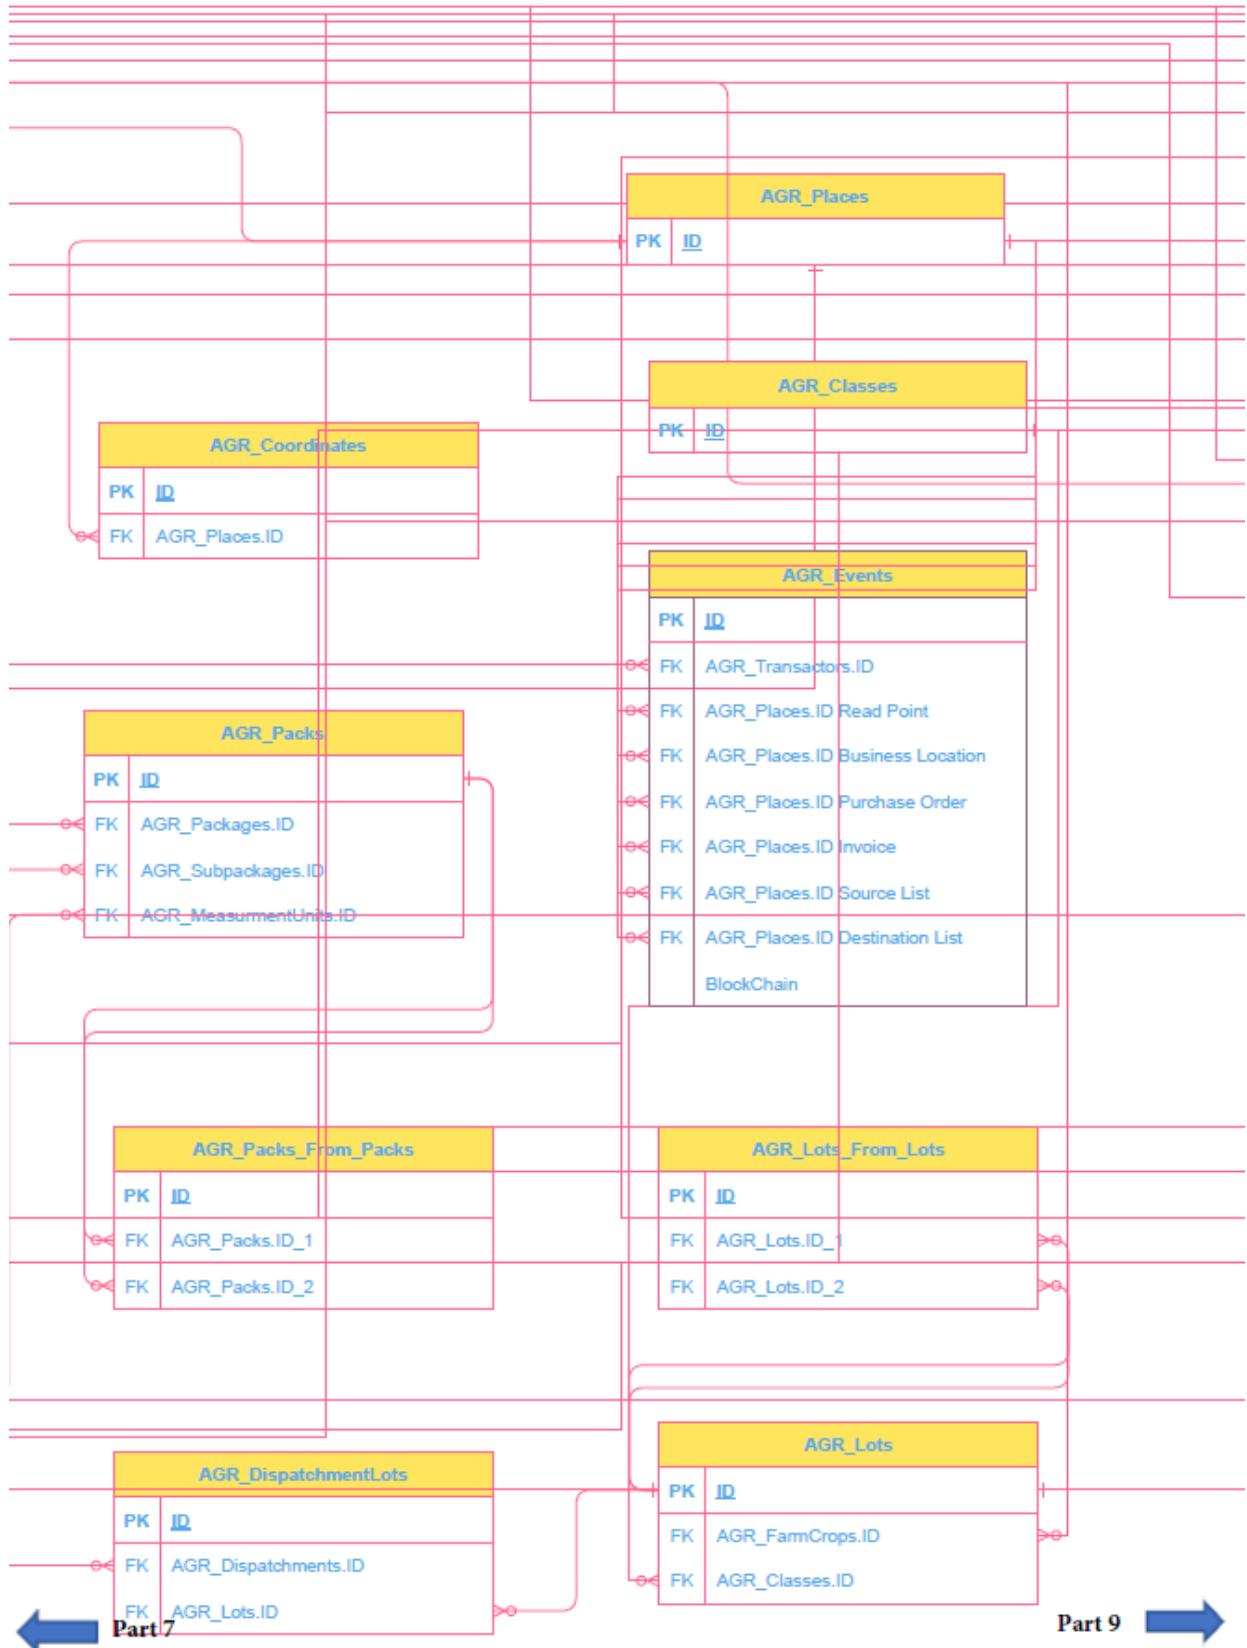 AGR_Places
PK ID
AGR_Classes
PK ID
AGR_Coordinates
PK ID
FK AGR_Places.ID
AGR_Events
PK ID
FK AGR_Transactors.ID
FK AGR_Places.ID Read Point
FK AGR_Places.ID Business Location
FK AGR_Places.ID Purchase Order
FK AGR_Places.ID Invoice
FK AGR_Places.ID Source List
FK AGR_Places.ID Destination List
BlockChain
AGR_Packs
PK ID
FK AGR_Packages.ID
FK AGR_Subpackages.ID
FK AGR_MeasurmentUnits.ID
AGR_Packs_From_Packs
PK ID
FK AGR_Packs.ID_1
FK AGR_Packs.ID_2
AGR_Lots_From_Lots
PK ID
FK AGR_Lots.ID_1
FK AGR_Lots.ID_2
AGR_DispatchmentLots
PK ID
FK AGR_Dispatchments.ID
FK AGR_Lots.ID
AGR_Lots
PK ID
FK AGR_FarmCrops.ID
FK AGR_Classes.ID
Part 7
Part 9